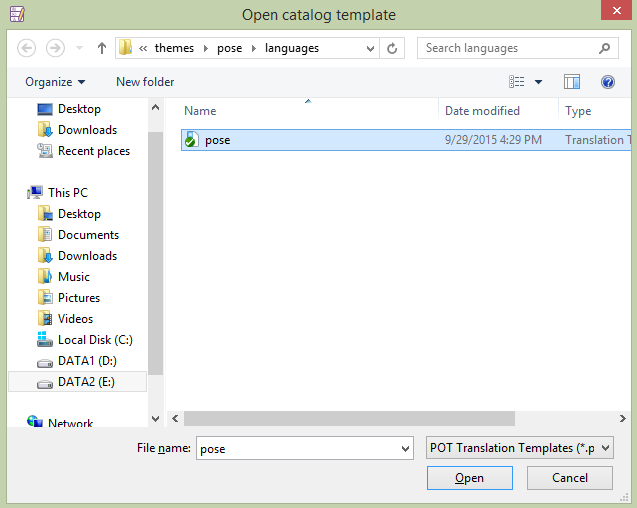 Open catalog template
« themes pose languages
Search languages
Organize New folder
Name Date modified Type
pose 9/29/2015 4:29 PM Translation T
Desktop
Downloads
Recent places
This PC
Desktop
Documents
Downloads
Music
Pictures
Videos
Local Disk (C:)
DATA1 (D:)
DATA2 (E:)
Network
File name: pose POT Translation Templates (*.p
Open Cancel